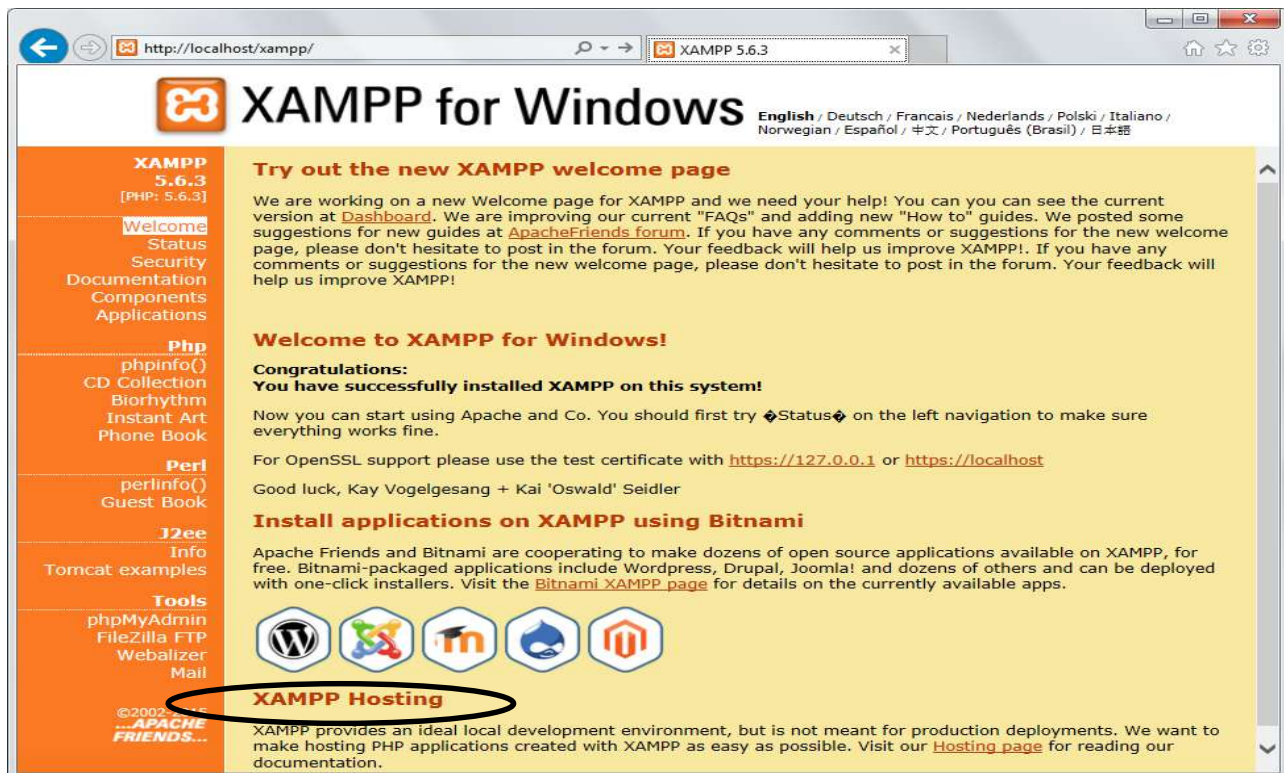 http://localhost/xampp/
XAMPP 5.6.3
XAMPP for Windows
English / Deutsch / Francais / Nederlands / Polski / Italiano /
Norwegian / Español / 中文 / Português (Brasil) / 日本語
XAMPP
5.6.3
[PHP: 5.6.3]
Welcome
Status
Security
Documentation
Components
Applications
Php
phpinfo()
CD Collection
Biorhythm
Instant Art
Phone Book
Perl
perlinfo()
Guest Book
J2ee
Info
Tomcat examples
Tools
phpMyAdmin
FileZilla FTP
Webalizer
Mail
...APACHE
FRIENDS...
Try out the new XAMPP welcome page
We are working on a new Welcome page for XAMPP and we need your help! You can you can see the current
version at Dashboard. We are improving our current "FAQs" and adding new "How to" guides. We posted some
suggestions for new guides at ApacheFriends forum. If you have any comments or suggestions for the new welcome
page, please don't hesitate to post in the forum. Your feedback will help us improve XAMPP!. If you have any
comments or suggestions for the new welcome page, please don't hesitate to post in the forum. Your feedback will
help us improve XAMPP!
Welcome to XAMPP for Windows!
Congratulations:
You have successfully installed XAMPP on this system!
Now you can start using Apache and Co. You should first try �Status� on the left navigation to make sure
everything works fine.
For OpenSSL support please use the test certificate with https://127.0.0.1 or https://localhost
Good luck, Kay Vogelgesang + Kai 'Oswald' Seidler
Install applications on XAMPP using Bitnami
Apache Friends and Bitnami are cooperating to make dozens of open source applications available on XAMPP, for
free. Bitnami-packaged applications include Wordpress, Drupal, Joomla! and dozens of others and can be deployed
with one-click installers. Visit the Bitnami XAMPP page for details on the currently available apps.
XAMPP Hosting
XAMPP provides an ideal local development environment, but is not meant for production deployments. We want to
make hosting PHP applications created with XAMPP as easy as possible. Visit our Hosting page for reading our
documentation.